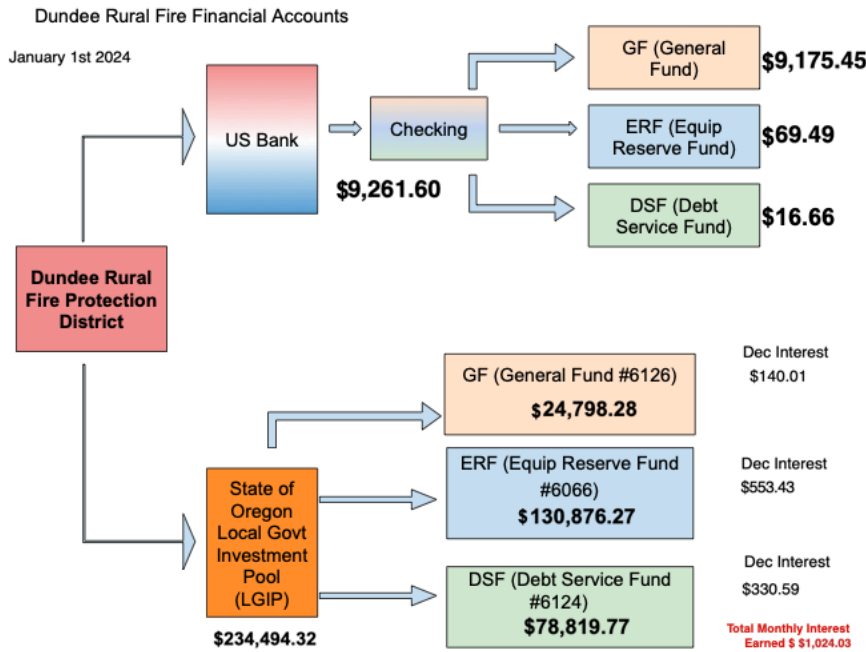 Dundee Rural Fire Financial Accounts
January 1st 2024
US Bank
Checking
$9,261.60
GF (General
Fund)
$9,175.45
ERF (Equip
Reserve Fund)
$69.49
DSF (Debt
Service Fund)
$16.66
Dundee Rural
Fire Protection
District
State of
Oregon
Local Govt
Investment
Pool
(LGIP)
$234,494.32
GF (General Fund #6126)
$24,798.28
Dec Interest
$140.01
ERF (Equip Reserve Fund
#6066)
$130,876.27
Dec Interest
$553.43
DSF (Debt Service Fund
#6124)
$78,819.77
Dec Interest
$330.59
Total Monthly Interest
Earned $ $1,024.03